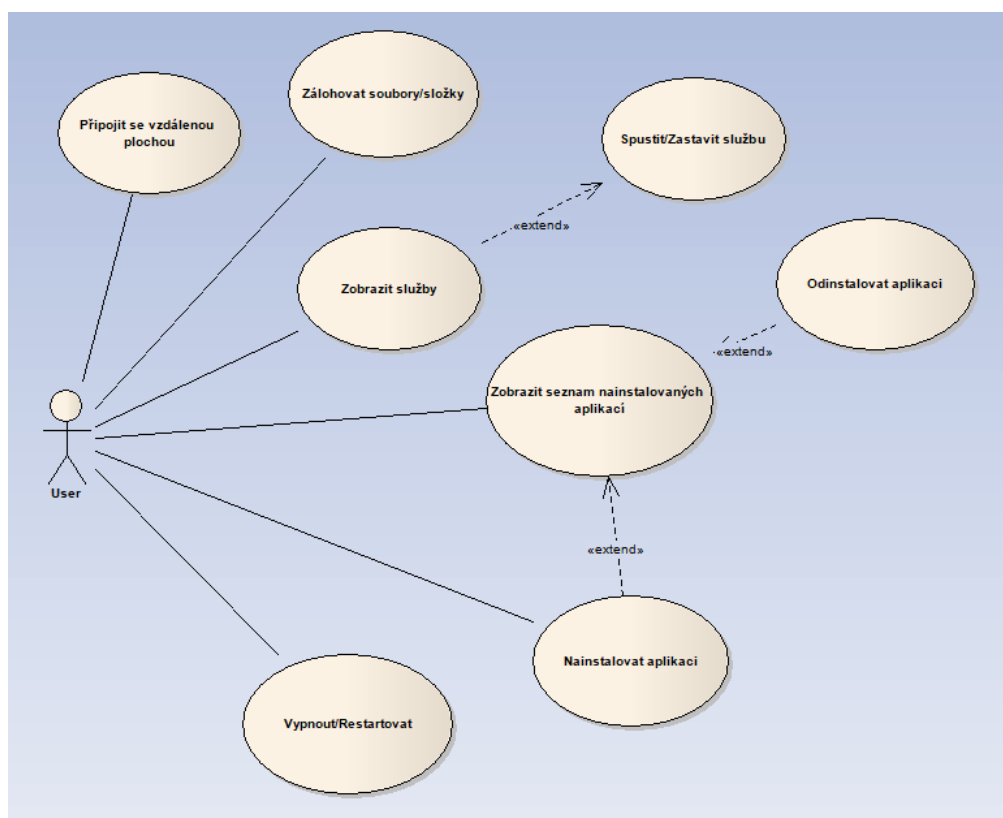 Zálohovat soubory/složky
Připojit se vzdálenou
plochou
Spustit/Zastavit službu
«extend»
Zobrazit služby
Odinstalovat aplikaci
«extend»
Zobrazit seznam nainstalovaných
aplikací
User
«extend»
Nainstalovat aplikaci
Vypnout/Restartovat